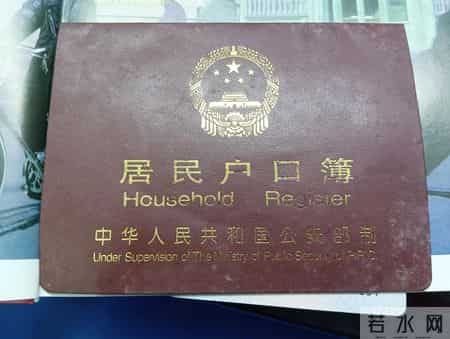 居民户口簿
Household Register
中华人民共和国公安部制
Under Supervision of The Ministry of Public Security of P.R.C.
若水网